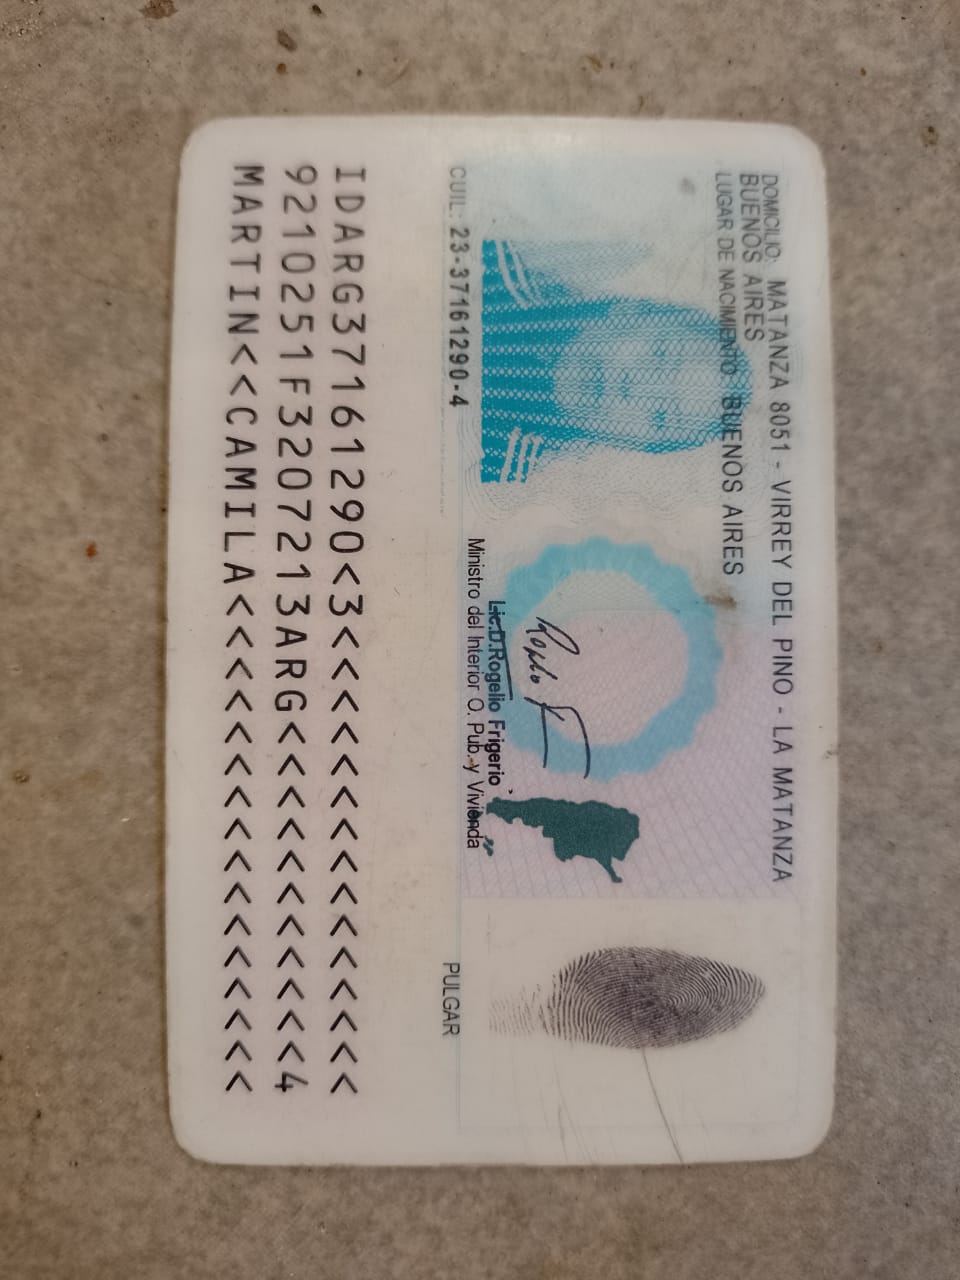 DOMICILIO: MATANZA 8051 - VIRREY DEL PINO - LA MATANZA
BUENOS AIRES
LUGAR DE NACIMIENTO: BUENOS AIRES
Lic.D.Rogelio Frigerio
Ministro del Interior O. Pub. y Vivienda
CUIL: 23-37161290-4
PULGAR
IDARG37161290<3<<<<<<<<<<<<<<<
9210251F3207213ARG<<<<<<<<<<<4
MARTIN<<CAMILA<<<<<<<<<<<<<<<<